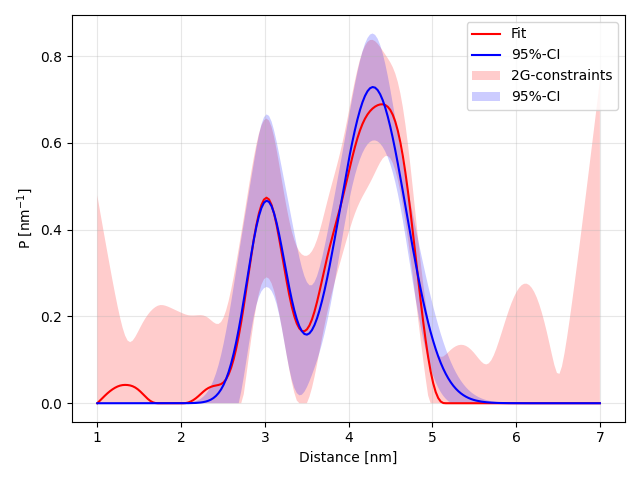 Fit
95%-CI
2G-constraints
95%-CI
P [nm⁻¹]
0.8
0.6
0.4
0.2
0.0
1 2 3 4 5 6 7
Distance [nm]